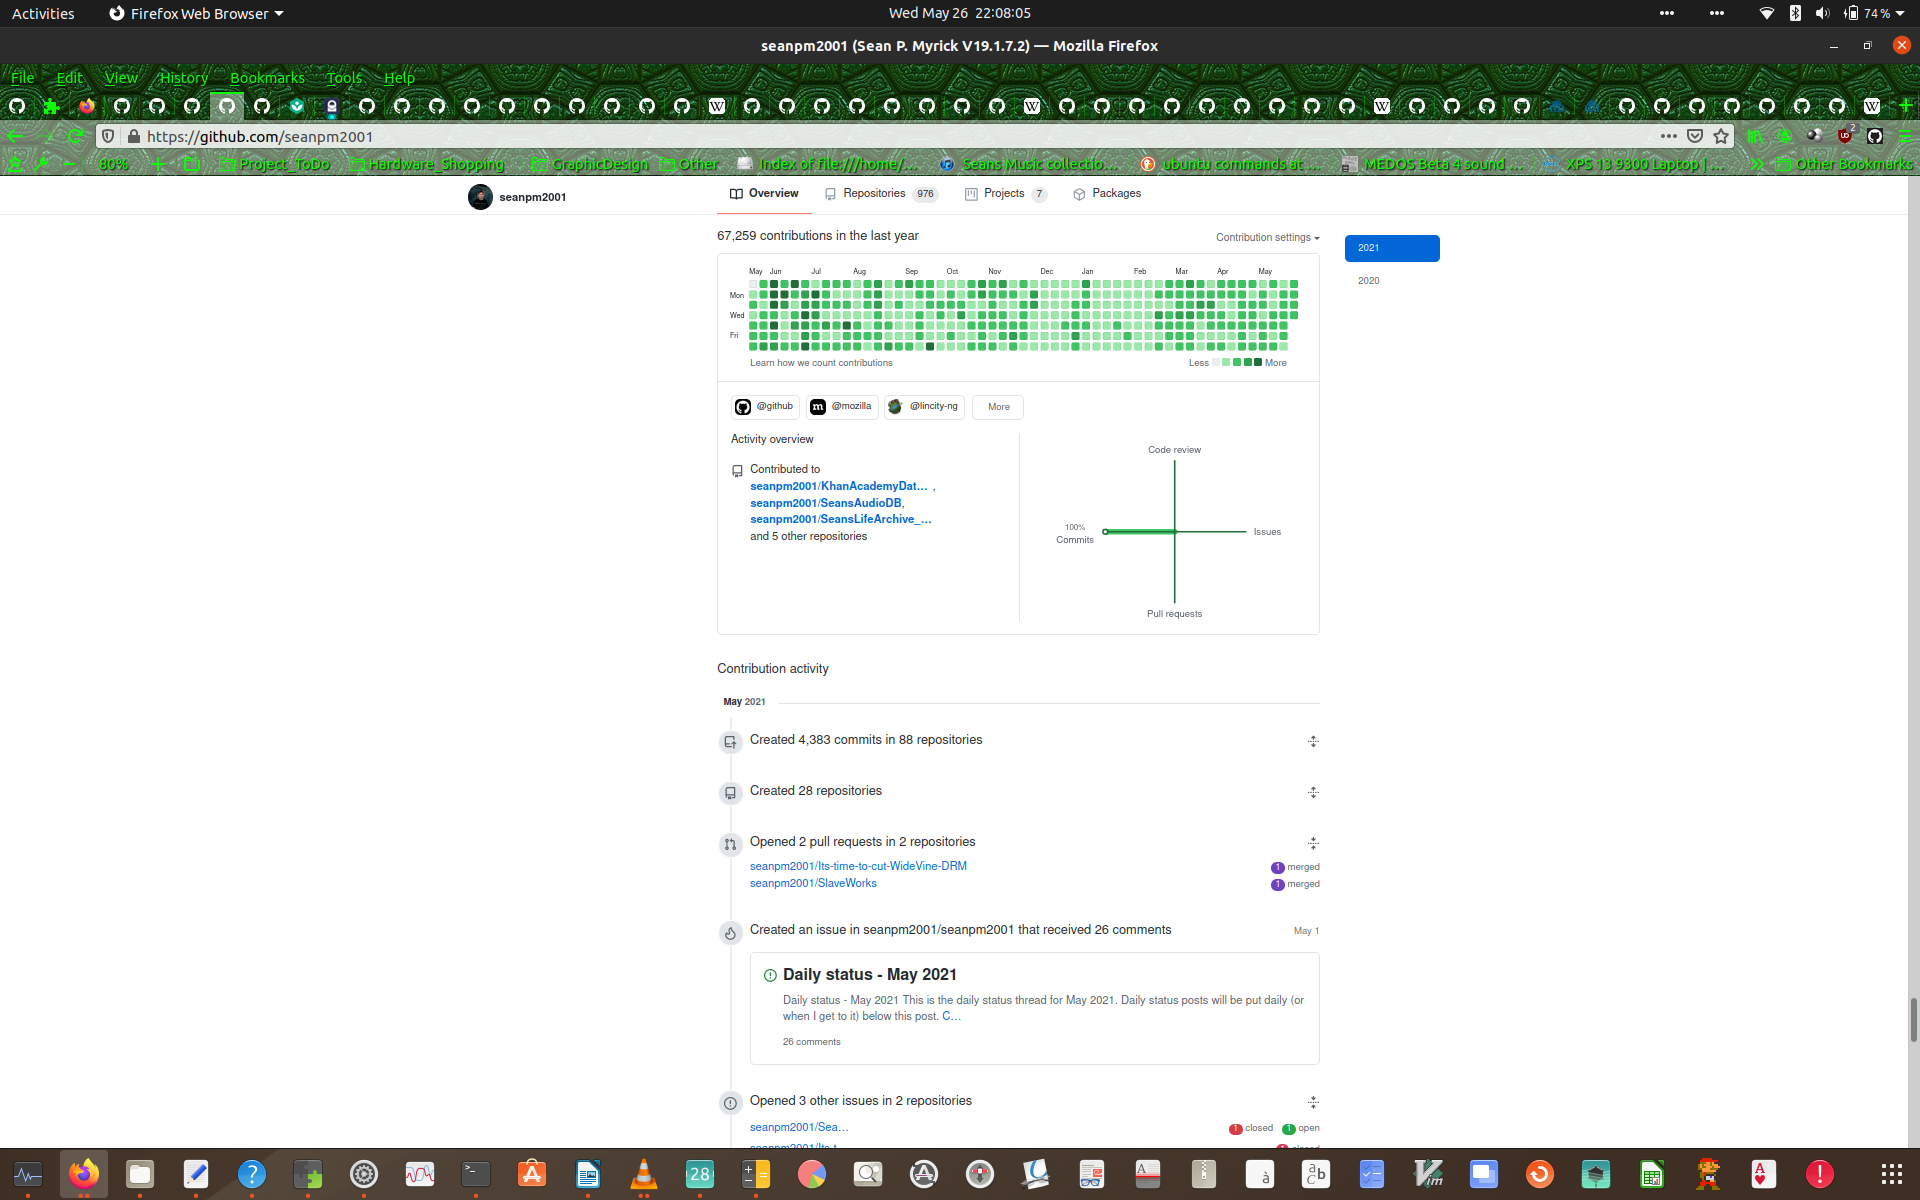 Activities
Firefox Web Browser
Wed May 26 22:08:05
74 %
seanpm2001 (Sean P. Myrick V19.1.7.2) — Mozilla Firefox
File Edit View History Bookmarks Tools Help
https://github.com/seanpm2001
2
80%
Project_ToDo
Hardware_Shopping
GraphicDesign
Other
Index of file:///home/…
Seans Music collectio…
ubuntu commands at …
MEDOS Beta 4 sound …
XPS 13 9300 Laptop | …
Other Bookmarks
seanpm2001
Overview
Repositories 976
Projects 7
Packages
67,259 contributions in the last year
Contribution settings
2021
2020
May Jun Jul Aug Sep Oct Nov Dec Jan Feb Mar Apr May
Mon
Wed
Fri
Learn how we count contributions
Less More
@github
@mozilla
@lincity-ng
More
Activity overview
Contributed to
seanpm2001/KhanAcademyDat… ,
seanpm2001/SeansAudioDB,
seanpm2001/SeansLifeArchive_…
and 5 other repositories
Code review
100%
Commits
Issues
Pull requests
Contribution activity
May 2021
Created 4,383 commits in 88 repositories
Created 28 repositories
Opened 2 pull requests in 2 repositories
seanpm2001/Its-time-to-cut-WideVine-DRM
1 merged
seanpm2001/SlaveWorks
1 merged
Created an issue in seanpm2001/seanpm2001 that received 26 comments
May 1
Daily status - May 2021
Daily status - May 2021 This is the daily status thread for May 2021. Daily status posts will be put daily (or
when I get to it) below this post. C…
26 comments
Opened 3 other issues in 2 repositories
seanpm2001/Sea…
1 closed 1 open
28